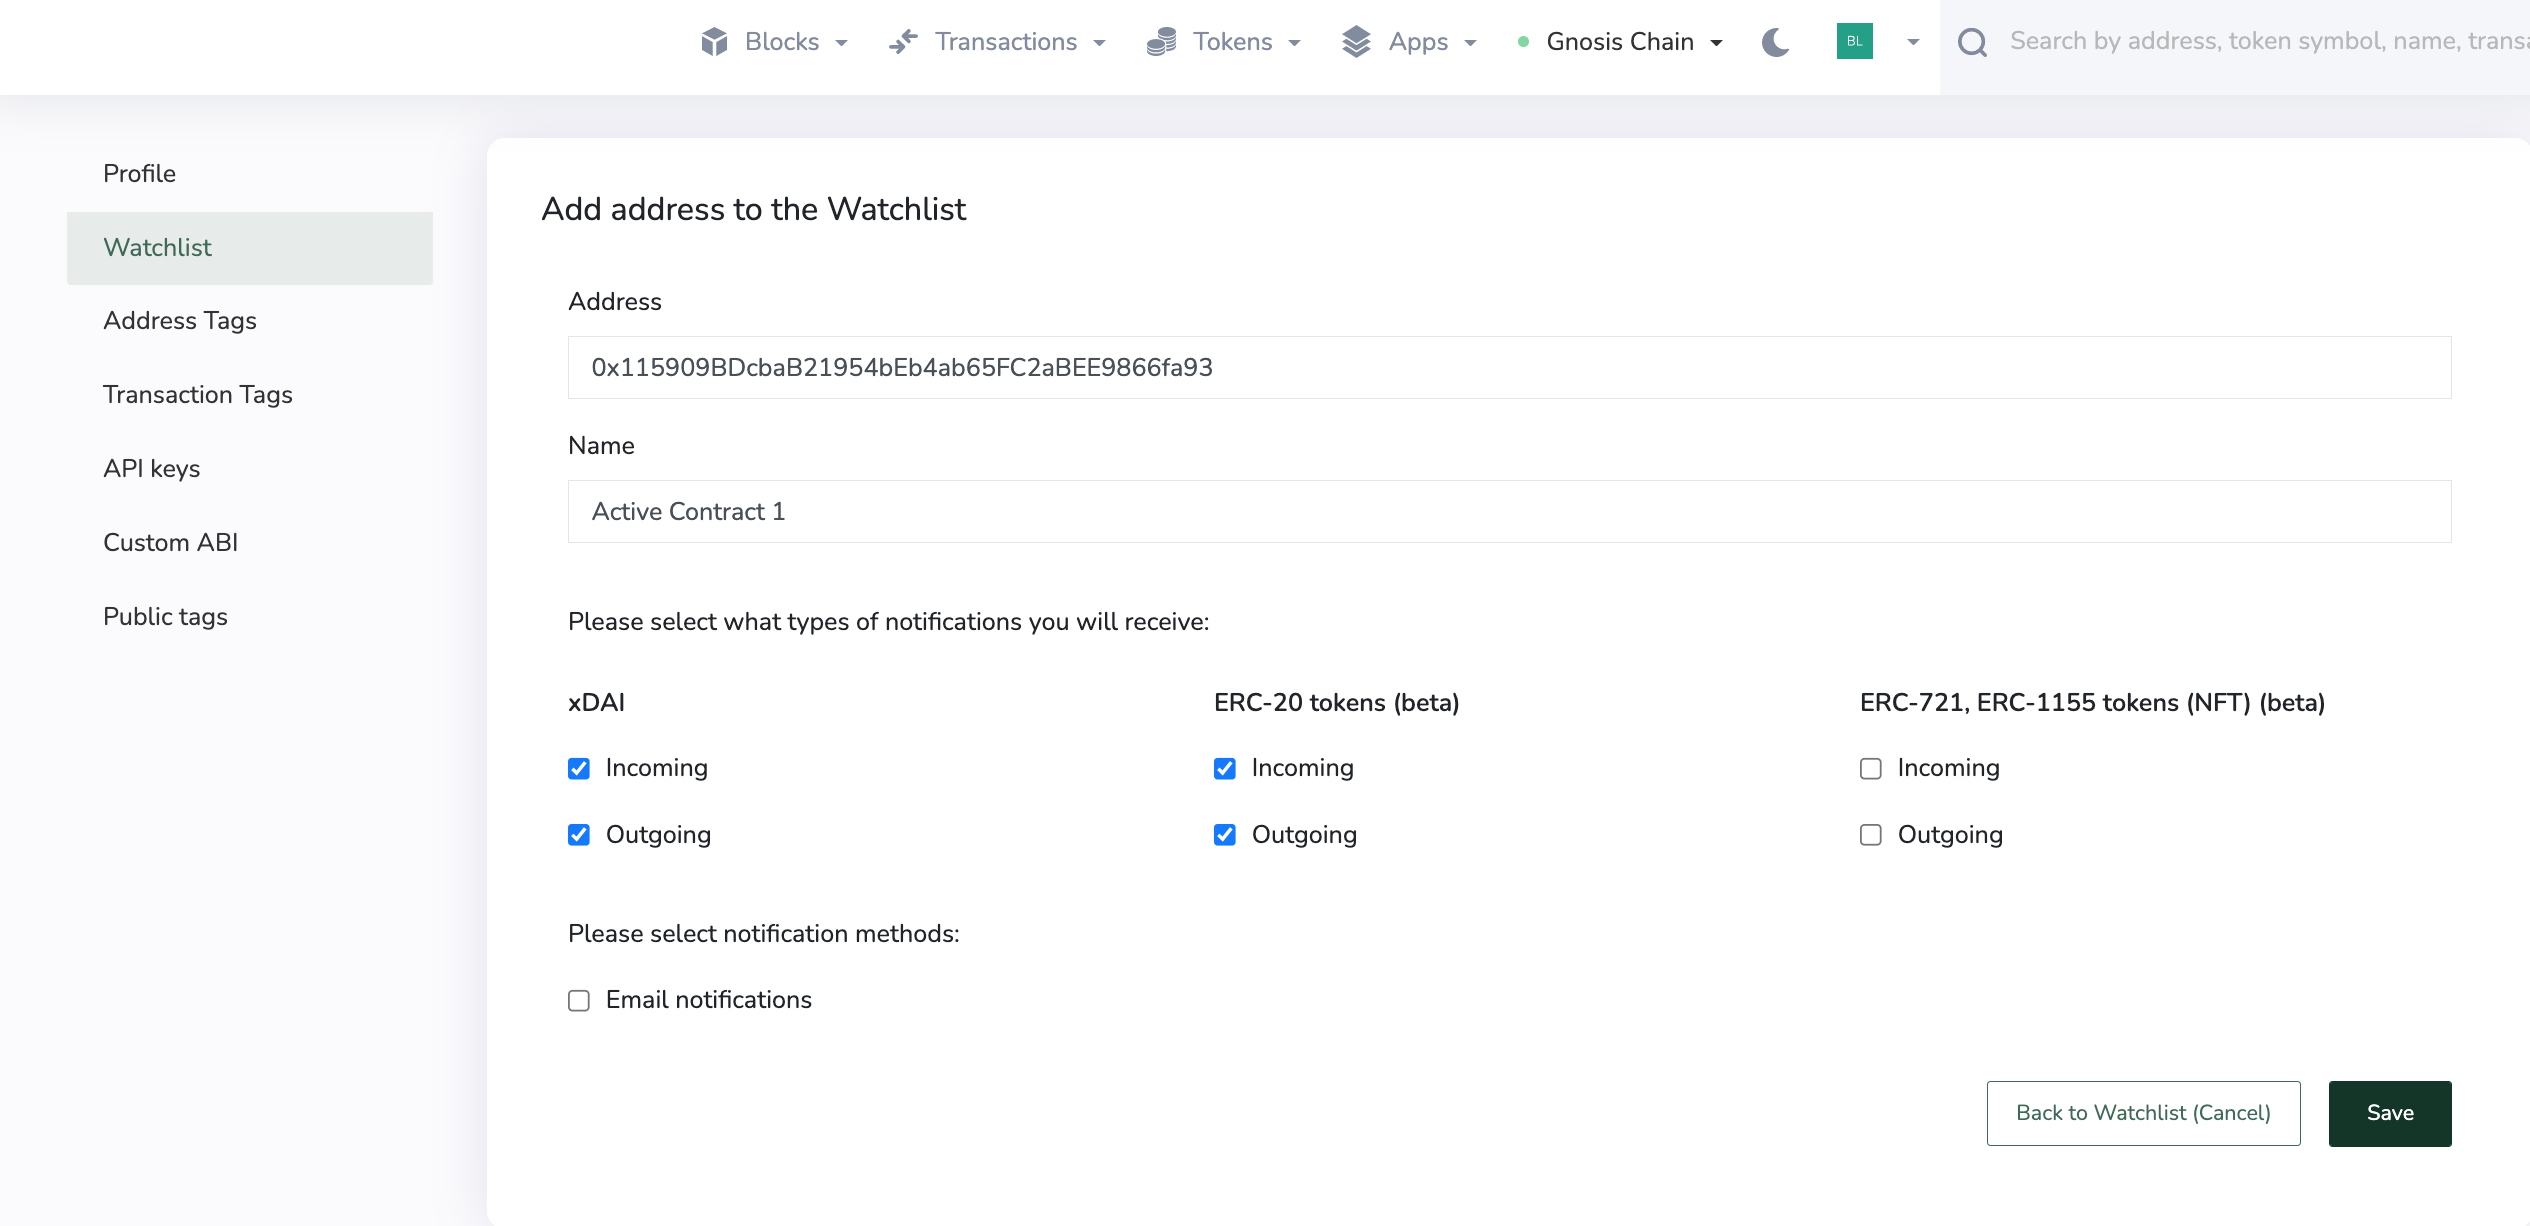 Blocks Transactions Tokens Apps Gnosis Chain BL Search by address, token symbol, name, transa
Profile
Watchlist
Address Tags
Transaction Tags
API keys
Custom ABI
Public tags
Add address to the Watchlist
Address
0x115909BDcbaB21954bEb4ab65FC2aBEE9866fa93
Name
Active Contract 1
Please select what types of notifications you will receive:
xDAI ERC-20 tokens (beta) ERC-721, ERC-1155 tokens (NFT) (beta)
Incoming Incoming Incoming
Outgoing Outgoing Outgoing
Please select notification methods:
Email notifications
Back to Watchlist (Cancel) Save